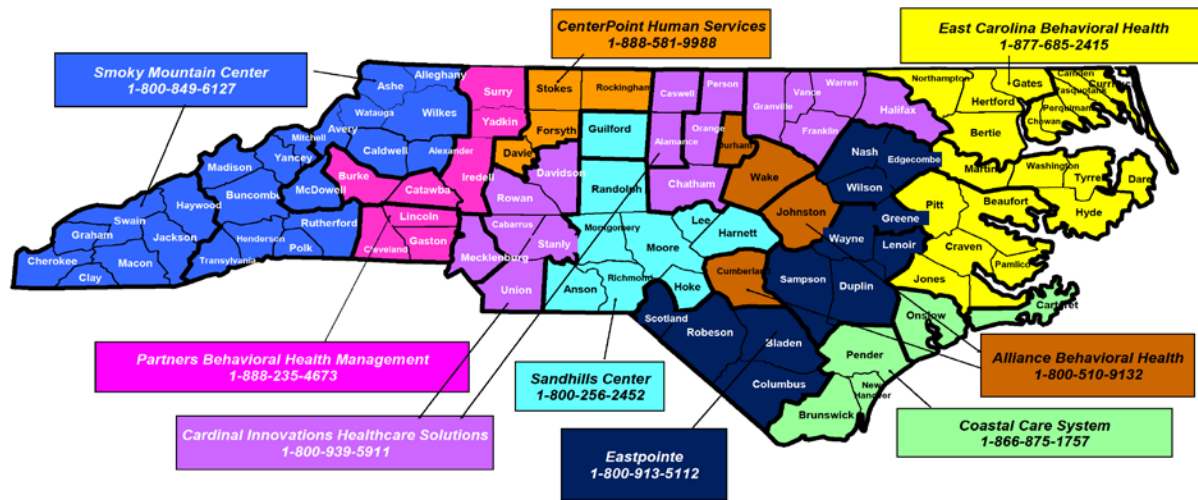 CenterPoint Human Services
1-888-581-9988
East Carolina Behavioral Health
1-877-685-2415
Smoky Mountain Center
1-800-849-6127
Alleghany
Ashe
Watauga
Wilkes
Avery
Mitchell
Caldwell
Alexander
Yancey
Madison
McDowell
Buncombe
Haywood
Rutherford
Swain
Graham
Jackson
Henderson
Polk
Cherokee
Macon
Transylvania
Clay
Surry
Yadkin
Iredell
Burke
Catawba
Lincoln
Gaston
Cleveland
Stokes
Rockingham
Forsyth
Davie
Guilford
Randolph
Montgomery
Moore
Lee
Harnett
Anson
Richmond
Hoke
Davidson
Rowan
Cabarrus
Stanly
Mecklenburg
Union
Caswell
Person
Orange
Alamance
Chatham
Granville
Vance
Warren
Franklin
Halifax
Durham
Wake
Johnston
Cumberland
Nash
Edgecombe
Wilson
Greene
Wayne
Lenoir
Sampson
Duplin
Scotland
Robeson
Bladen
Columbus
Northampton
Gates
Hertford
Bertie
Camden
Pasquotank
Perquimans
Chowan
Martin
Washington
Tyrrel
Dare
Hyde
Pitt
Beaufort
Craven
Pamlico
Jones
Onslow
Carteret
Pender
New
Hanover
Brunswick
Partners Behavioral Health Management
1-888-235-4673
Sandhills Center
1-800-256-2452
Alliance Behavioral Health
1-800-510-9132
Cardinal Innovations Healthcare Solutions
1-800-939-5911
Eastpointe
1-800-913-5112
Coastal Care System
1-866-875-1757